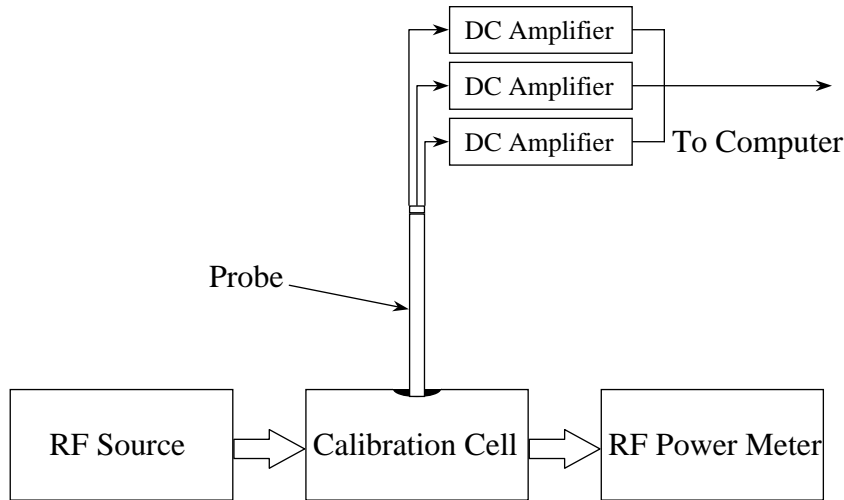 DC Amplifier
DC Amplifier
DC Amplifier
To Computer
Probe
RF Source
Calibration Cell
RF Power Meter